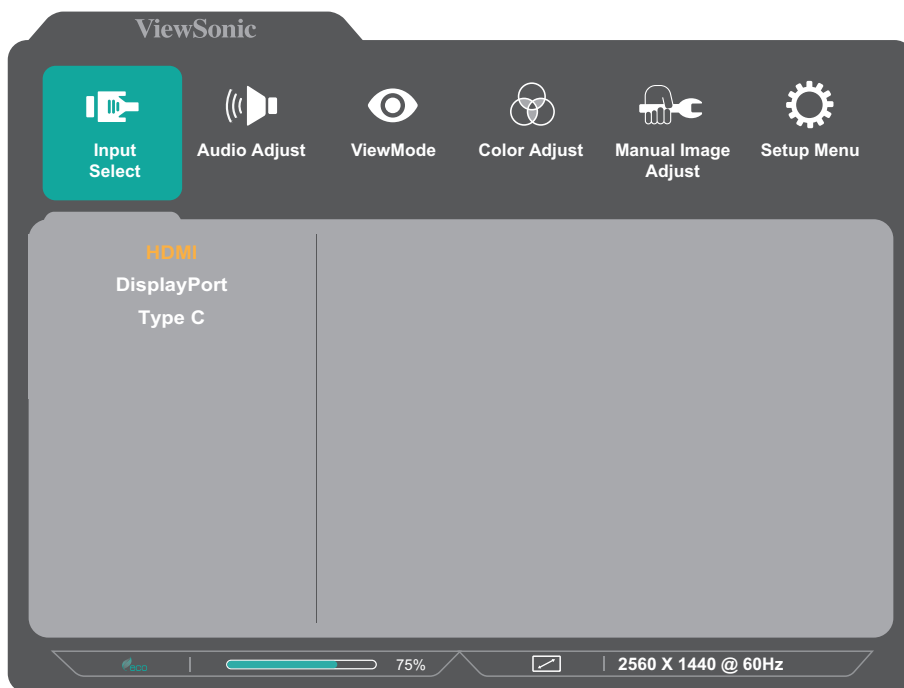 ViewSonic
Input
Select
Audio Adjust
ViewMode
Color Adjust
Manual Image
Adjust
Setup Menu
HDMI
DisplayPort
Type C
eco
75%
2560 X 1440 @ 60Hz